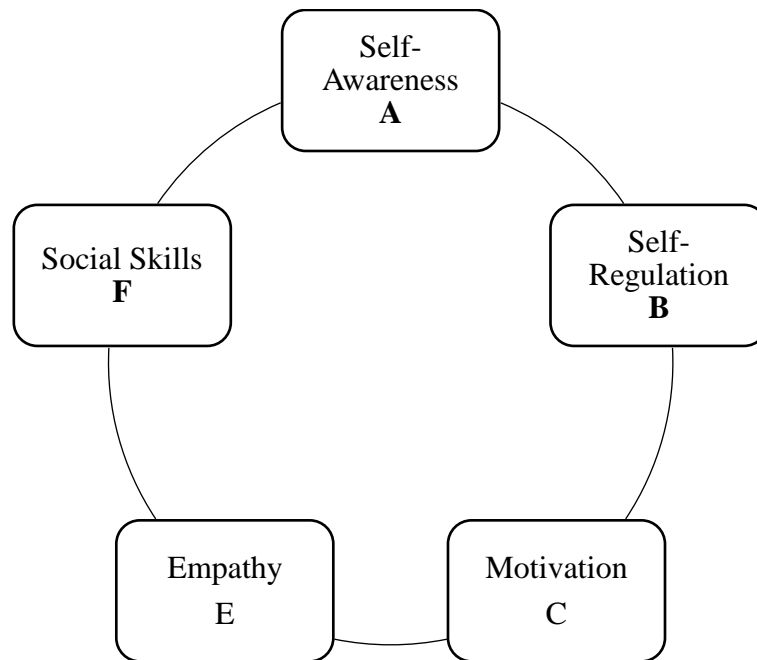 Self-
Awareness
A
Self-
Regulation
B
Motivation
C
Empathy
E
Social Skills
F